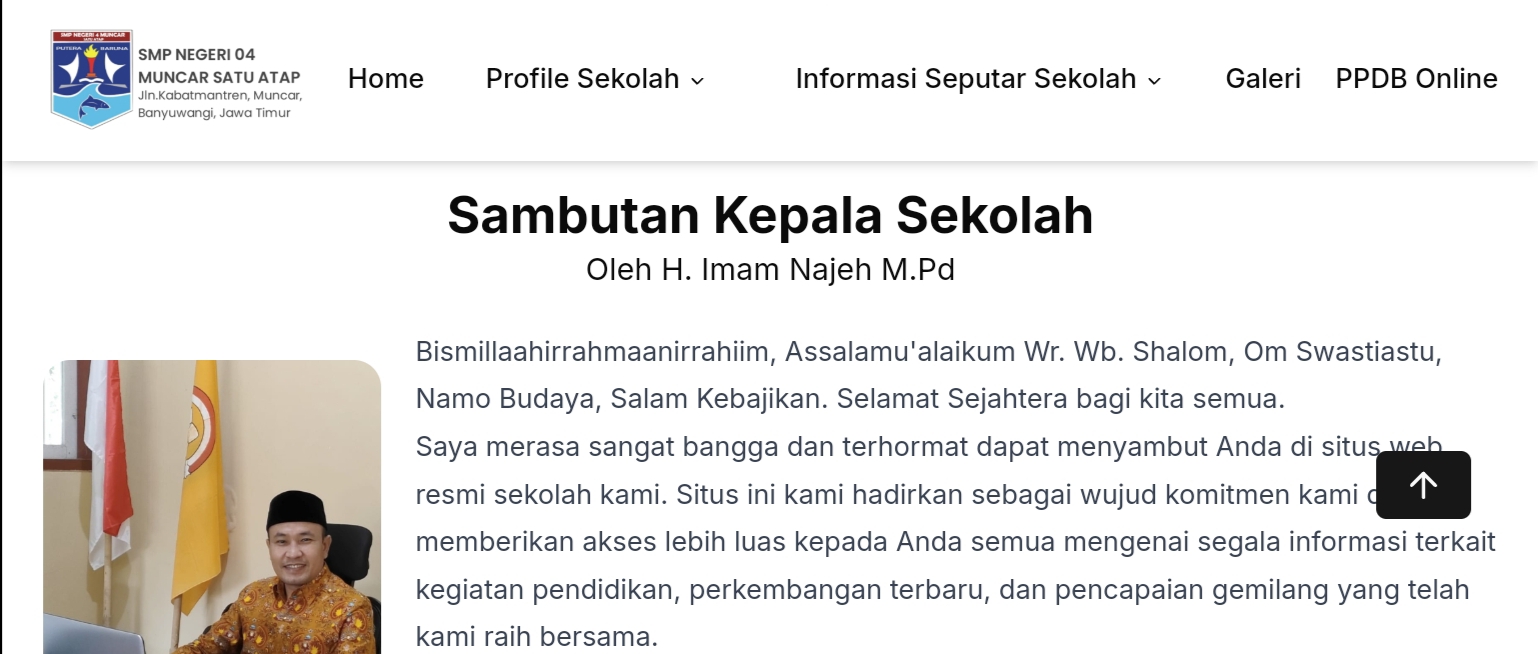 SMP NEGERI 4 MUNCAR
SATU ATAP
PUTERA BARUNA
SMP NEGERI 04
MUNCAR SATU ATAP
Jln.Kabatmantren, Muncar,
Banyuwangi, Jawa Timur
Home Profile Sekolah Informasi Seputar Sekolah Galeri PPDB Online
Sambutan Kepala Sekolah
Oleh H. Imam Najeh M.Pd
Bismillaahirrahmaanirrahiim, Assalamu'alaikum Wr. Wb. Shalom, Om Swastiastu,
Namo Budaya, Salam Kebajikan. Selamat Sejahtera bagi kita semua.
Saya merasa sangat bangga dan terhormat dapat menyambut Anda di situs web
resmi sekolah kami. Situs ini kami hadirkan sebagai wujud komitmen kami
memberikan akses lebih luas kepada Anda semua mengenai segala informasi terkait
kegiatan pendidikan, perkembangan terbaru, dan pencapaian gemilang yang telah
kami raih bersama.